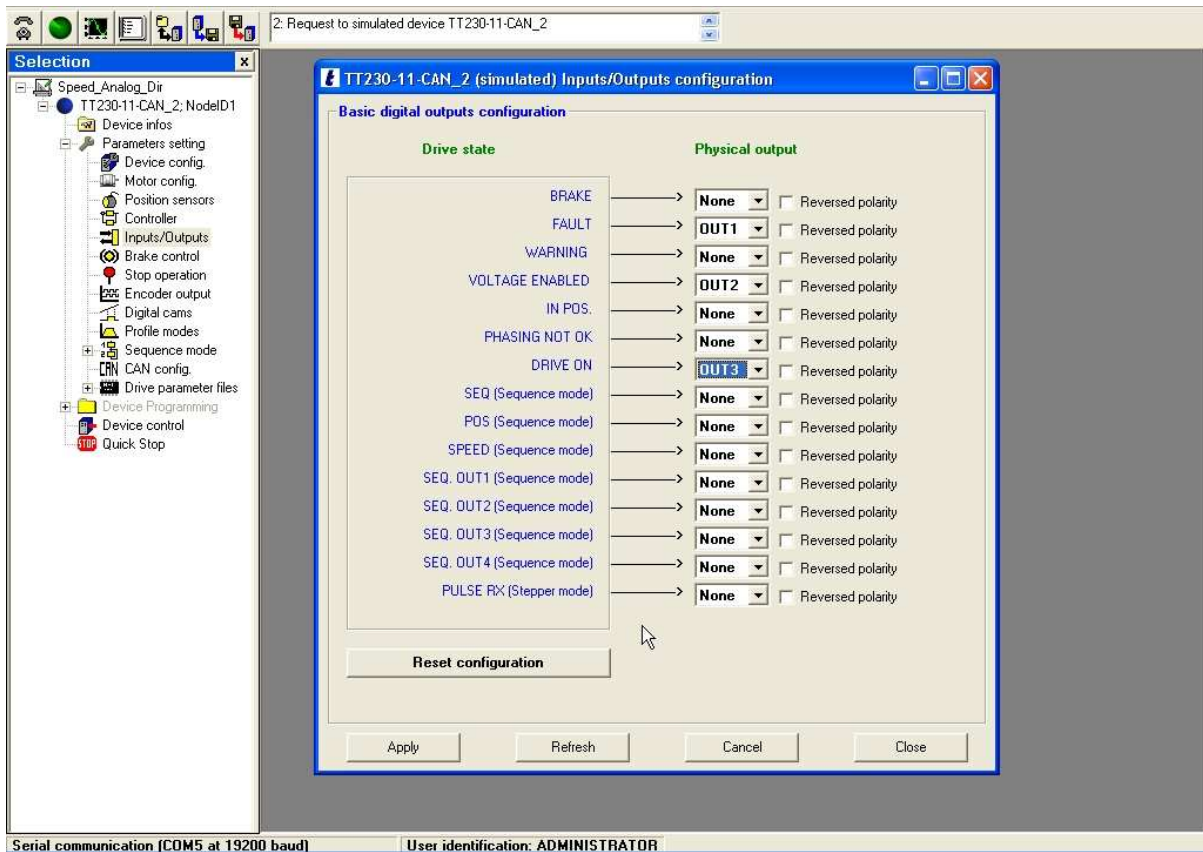 2: Request to simulated device TT230-11-CAN_2
Selection
Speed_Analog_Dir
TT230-11-CAN_2; NodeID1
Device infos
Parameters setting
Device config.
Motor config.
Position sensors
Controller
Inputs/Outputs
Brake control
Stop operation
Encoder output
Digital cams
Profile modes
Sequence mode
CAN CAN config.
Drive parameter files
Device Programming
Device control
STOP Quick Stop
t TT230-11-CAN_2 (simulated) Inputs/Outputs configuration
Basic digital outputs configuration
Drive state Physical output
BRAKE None Reversed polarity
FAULT OUT1 Reversed polarity
WARNING None Reversed polarity
VOLTAGE ENABLED OUT2 Reversed polarity
IN POS. None Reversed polarity
PHASING NOT OK None Reversed polarity
DRIVE ON OUT3 Reversed polarity
SEQ (Sequence mode) None Reversed polarity
POS (Sequence mode) None Reversed polarity
SPEED (Sequence mode) None Reversed polarity
SEQ. OUT1 (Sequence mode) None Reversed polarity
SEQ. OUT2 (Sequence mode) None Reversed polarity
SEQ. OUT3 (Sequence mode) None Reversed polarity
SEQ. OUT4 (Sequence mode) None Reversed polarity
PULSE RX (Stepper mode) None Reversed polarity
Reset configuration
Apply Refresh Cancel Close
Serial communication (COM5 at 19200 baud) User identification: ADMINISTRATOR